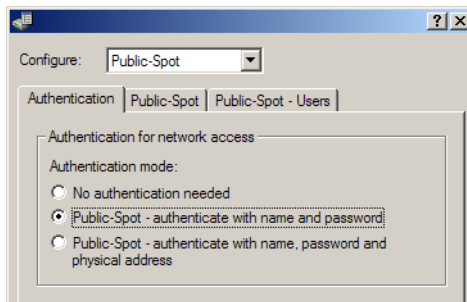 Configure: Public-Spot
Authentication Public-Spot Public-Spot - Users
Authentication for network access
Authentication mode:
No authentication needed
Public-Spot - authenticate with name and password
Public-Spot - authenticate with name, password and
physical address